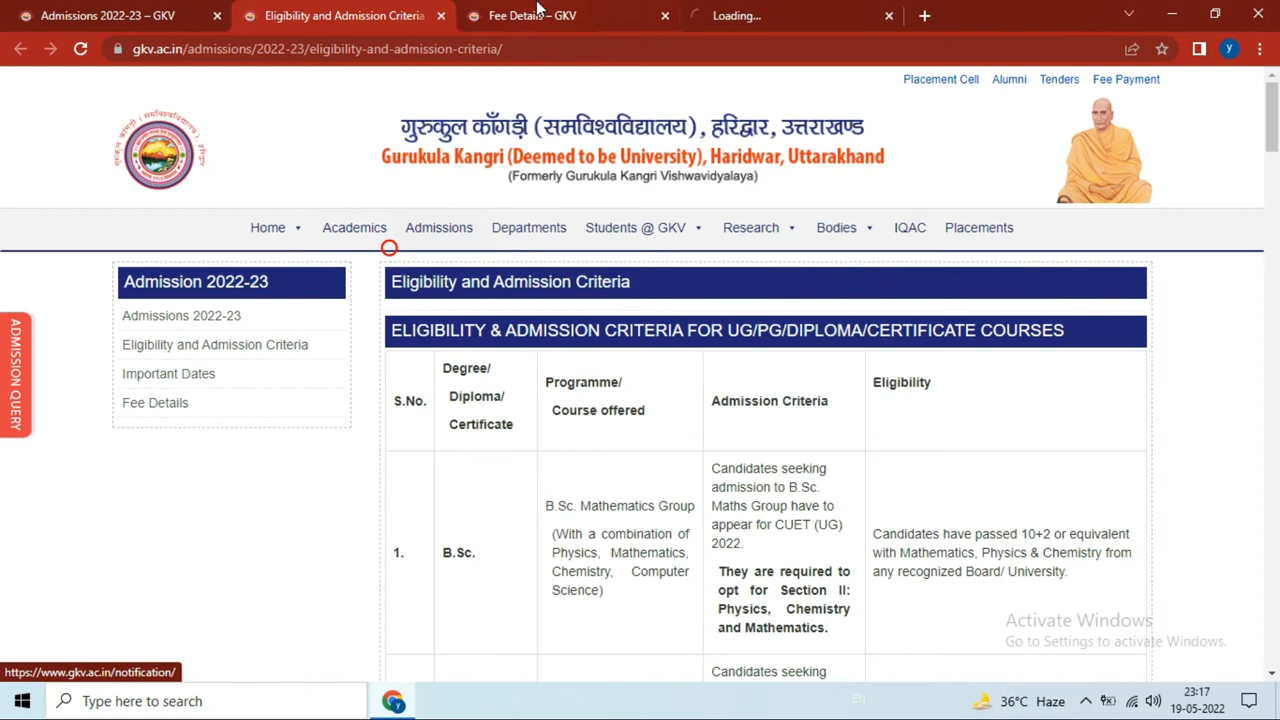 Admissions 2022-23 – GKV
Eligibility and Admission Criteria
Fee Details – GKV
Loading...
gkv.ac.in/admissions/2022-23/eligibility-and-admission-criteria/
y
Placement Cell Alumni Tenders Fee Payment
गुरुकुल काँगड़ी (समविश्वविद्यालय), हरिद्वार, उत्तराखण्ड
Gurukula Kangri (Deemed to be University), Haridwar, Uttarakhand
(Formerly Gurukula Kangri Vishwavidyalaya)
Home Academics Admissions Departments Students @ GKV Research Bodies IQAC Placements
ADMISSION QUERY
Admission 2022-23
Admissions 2022-23
Eligibility and Admission Criteria
Important Dates
Fee Details
Eligibility and Admission Criteria
ELIGIBILITY & ADMISSION CRITERIA FOR UG/PG/DIPLOMA/CERTIFICATE COURSES
S.No.
Degree/
Diploma/
Certificate
Programme/
Course offered
Admission Criteria
Eligibility
1.
B.Sc.
B.Sc. Mathematics Group
(With a combination of
Physics, Mathematics,
Chemistry, Computer
Science)
Candidates seeking
admission to B.Sc.
Maths Group have to
appear for CUET (UG)
2022.
They are required to
opt for Section II:
Physics, Chemistry
and Mathematics.
Candidates have passed 10+2 or equivalent
with Mathematics, Physics & Chemistry from
any recognized Board/ University.
Candidates seeking
Activate Windows
Go to Settings to activate Windows.
https://www.gkv.ac.in/notification/
Type here to search
y
EN
36°C Haze
23:17
19-05-2022